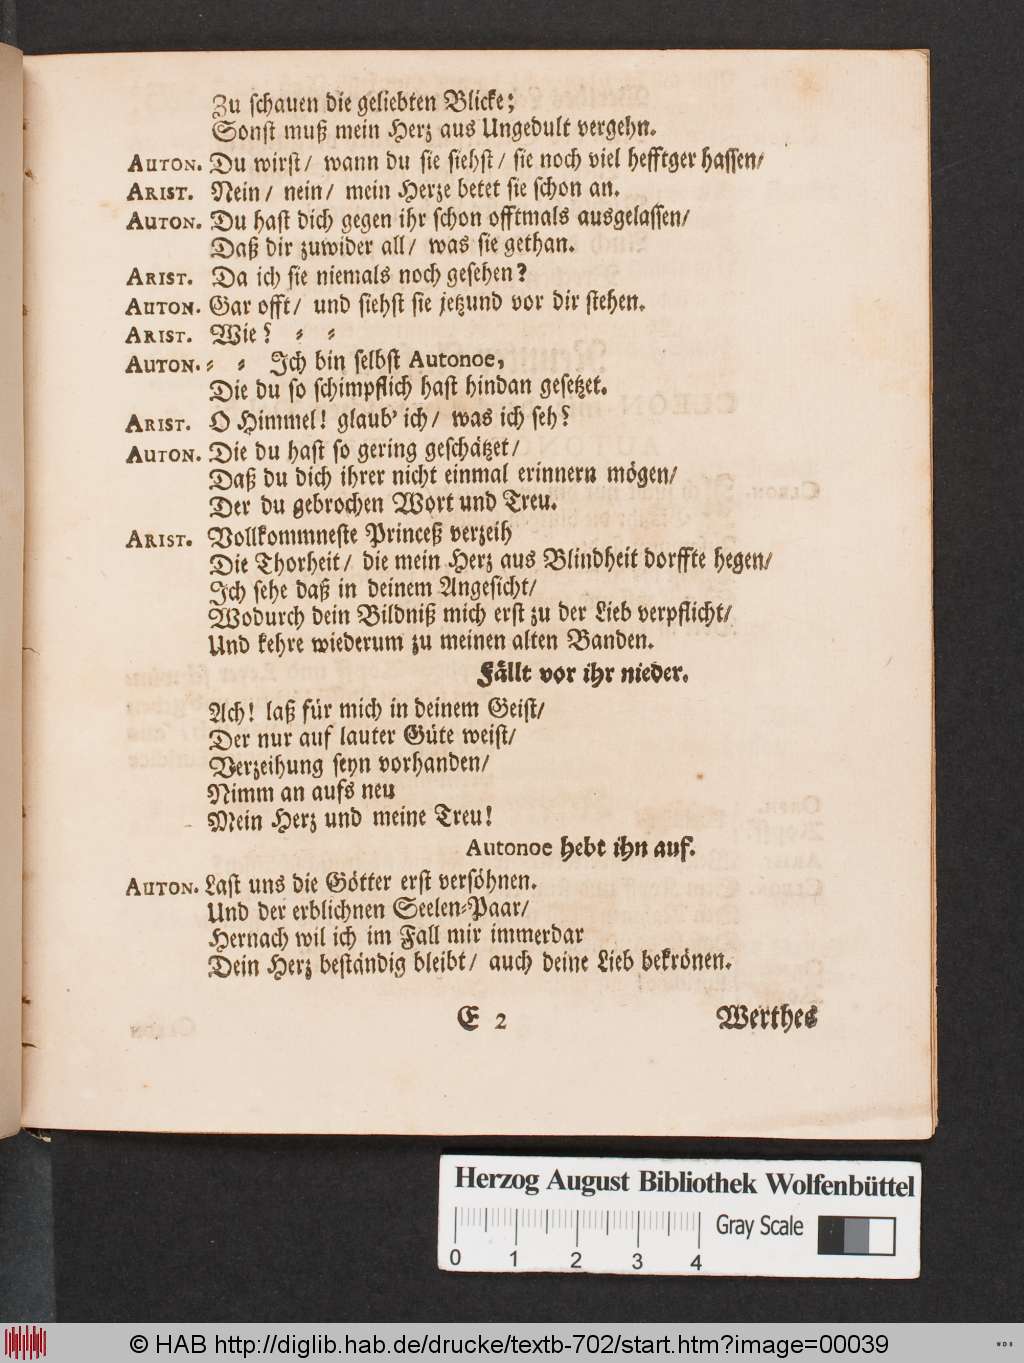 Zu schauen die geliebten Blicke;
Sonst muß mein Herz aus Ungedult vergehn.
AUTON. Du wirst/ wann du sie siehst/ sie noch viel hefftger hassen/
ARIST. Nein/ nein/ mein Herze betet sie schon an.
AUTON. Du hast dich gegen ihr schon offtmals ausgelassen/
Daß dir zuwider all/ was sie gethan.
ARIST. Da ich sie niemals noch gesehen?
AUTON. Gar offt/ und siehst sie jetzund vor dir stehen.
ARIST. Wie? = =
AUTON. = = Ich bin selbst Autonoe,
Die du so schimpflich hast hindan gesetzet.
ARIST. O Himmel! glaub' ich/ was ich seh?
AUTON. Die du hast so gering geschätzet/
Daß du dich ihrer nicht einmal erinnern mögen/
Der du gebrochen Wort und Treu.
ARIST. Vollkommneste Princeß verzeih
Die Thorheit/ die mein Herz aus Blindheit dorffte hegen/
Ich sehe daß in deinem Angesicht/
Wodurch dein Bildniß mich erst zu der Lieb verpflicht/
Und kehre wiederum zu meinen alten Banden.
Fällt vor ihr nieder.
Ach! laß für mich in deinem Geist/
Der nur auf lauter Güte weist/
Verzeihung seyn vorhanden/
Nimm an aufs neu
Mein Herz und meine Treu!
Autonoe hebt ihn auf.
AUTON. Last uns die Götter erst versöhnen.
Und der erblichnen Seelen-Paar/
Hernach wil ich im Fall mir immerdar
Dein Herz beständig bleibt/ auch deine Lieb bekrönen.
E 2 Werthes
Herzog August Bibliothek Wolfenbüttel
Gray Scale
0 1 2 3 4
© HAB http://diglib.hab.de/drucke/textb-702/start.htm?image=00039